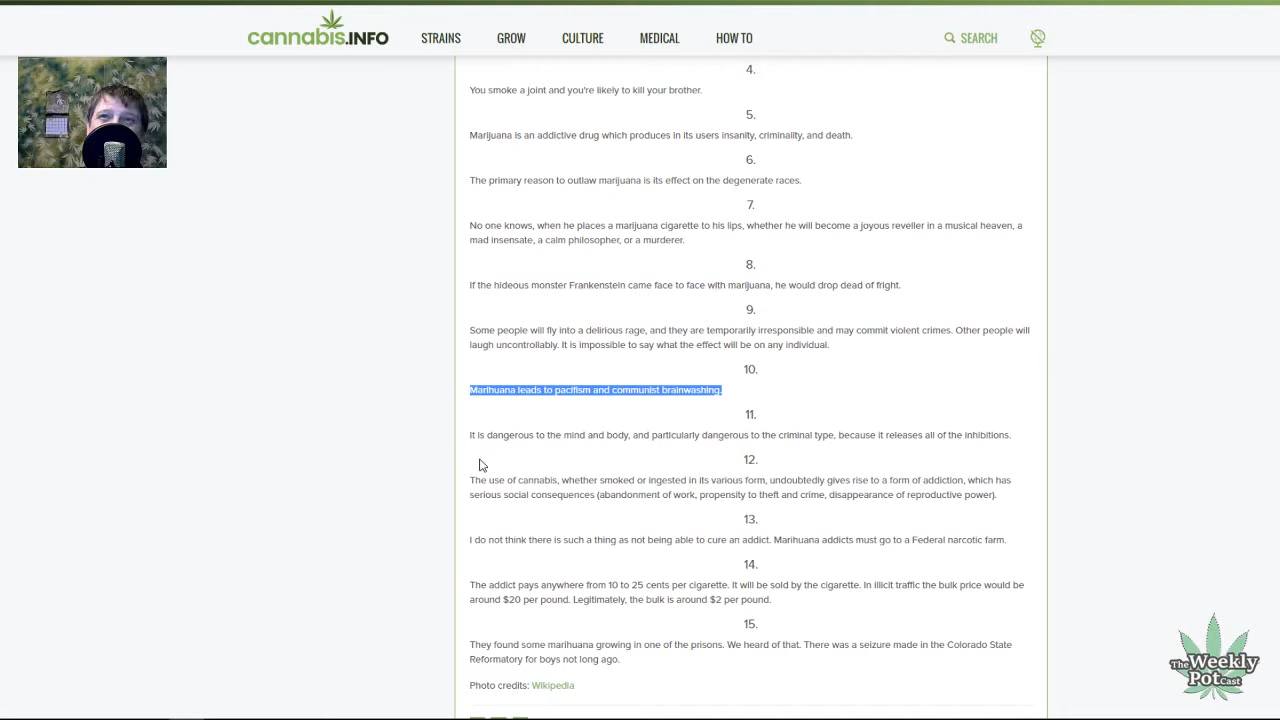 cannabis.INFO
STRAINS
GROW
CULTURE
MEDICAL
HOW TO
SEARCH
4.
You smoke a joint and you're likely to kill your brother.
5.
Marijuana is an addictive drug which produces in its users insanity, criminality, and death.
6.
The primary reason to outlaw marijuana is its effect on the degenerate races.
7.
No one knows, when he places a marijuana cigarette to his lips, whether he will become a joyous reveller in a musical heaven, a
mad insensate, a calm philosopher, or a murderer.
8.
If the hideous monster Frankenstein came face to face with marijuana, he would drop dead of fright.
9.
Some people will fly into a delirious rage, and they are temporarily irresponsible and may commit violent crimes. Other people will
laugh uncontrollably. It is impossible to say what the effect will be on any individual.
10.
Marihuana leads to pacifism and communist brainwashing.
11.
It is dangerous to the mind and body, and particularly dangerous to the criminal type, because it releases all of the inhibitions.
12.
The use of cannabis, whether smoked or ingested in its various form, undoubtedly gives rise to a form of addiction, which has
serious social consequences (abandonment of work, propensity to theft and crime, disappearance of reproductive power).
13.
I do not think there is such a thing as not being able to cure an addict. Marihuana addicts must go to a Federal narcotic farm.
14.
The addict pays anywhere from 10 to 25 cents per cigarette. It will be sold by the cigarette. In illicit traffic the bulk price would be
around $20 per pound. Legitimately, the bulk is around $2 per pound.
15.
They found some marihuana growing in one of the prisons. We heard of that. There was a seizure made in the Colorado State
Reformatory for boys not long ago.
Photo credits: Wikipedia
The Weekly
Potcast